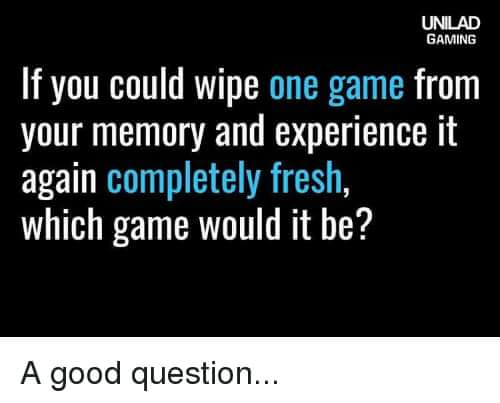 UNILAD
GAMING
If you could wipe one game from
your memory and experience it
again completely fresh,
which game would it be?
A good question...